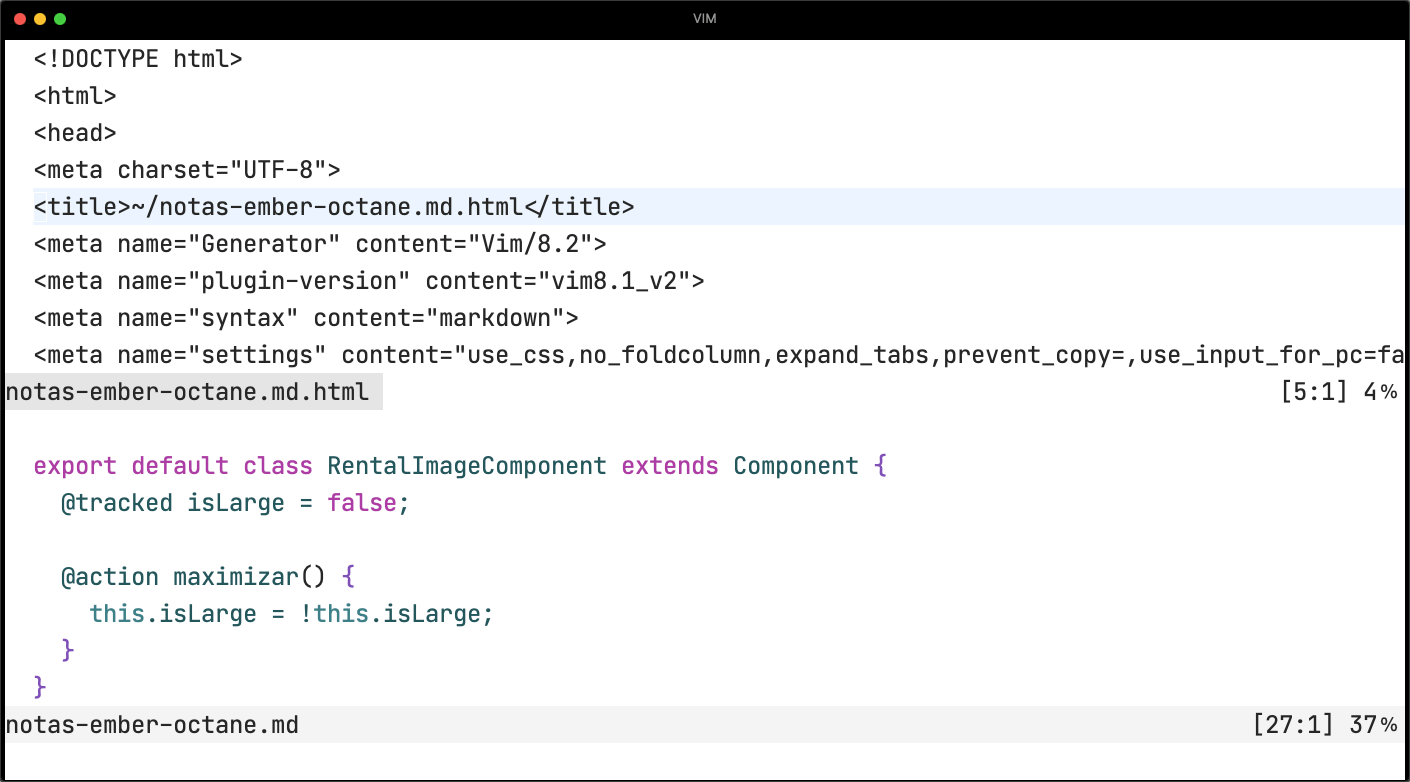 VIM
<!DOCTYPE html>
<html>
<head>
<meta charset="UTF-8">
<title>~/notas-ember-octane.md.html</title>
<meta name="Generator" content="Vim/8.2">
<meta name="plugin-version" content="vim8.1_v2">
<meta name="syntax" content="markdown">
<meta name="settings" content="use_css,no_foldcolumn,expand_tabs,prevent_copy=,use_input_for_pc=fa
notas-ember-octane.md.html [5:1] 4%
export default class RentalImageComponent extends Component {
  @tracked isLarge = false;
  @action maximizar() {
    this.isLarge = !this.isLarge;
  }
}
notas-ember-octane.md [27:1] 37%